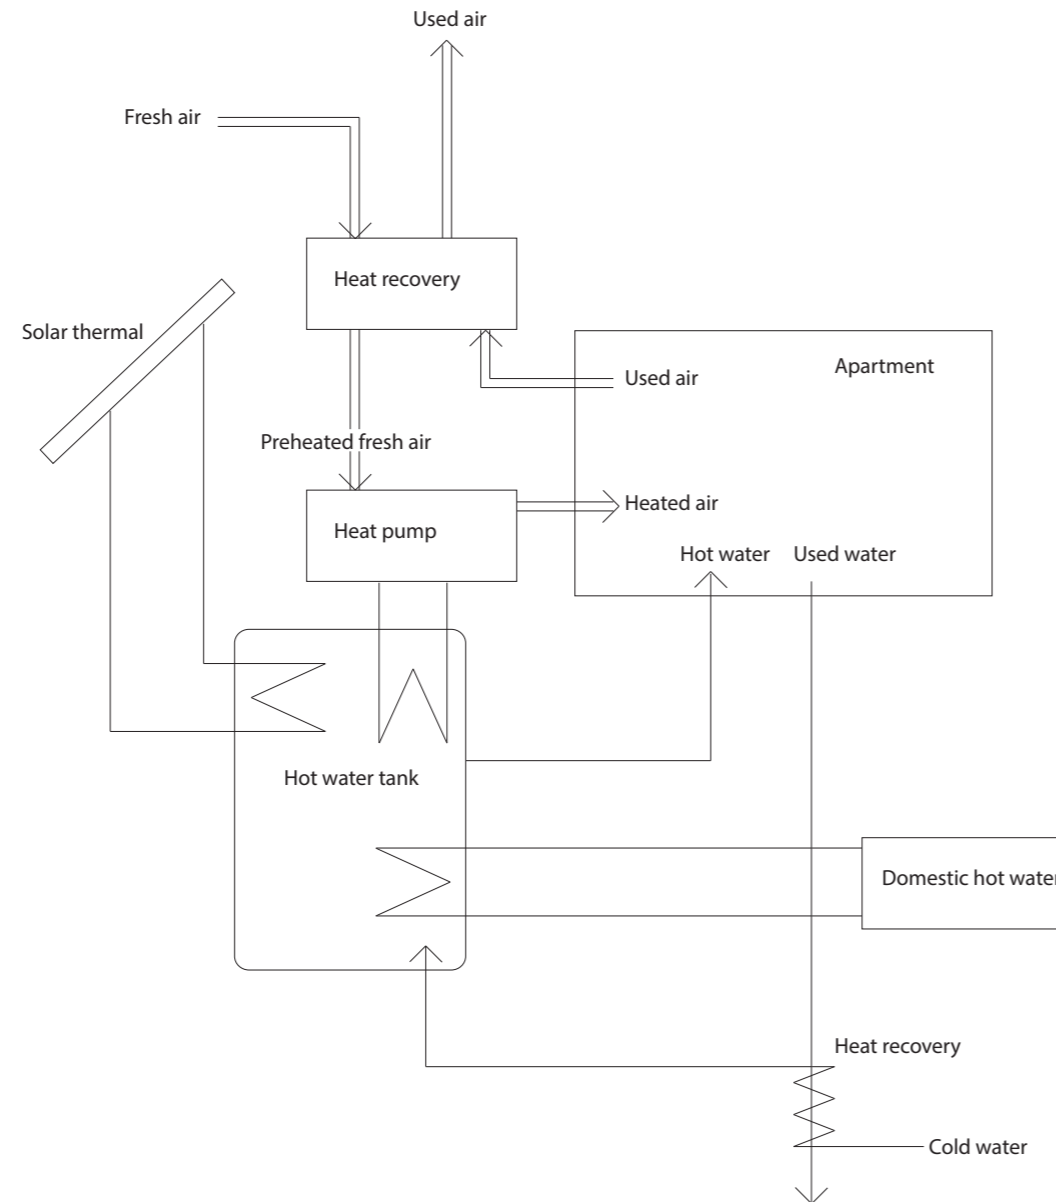 Used air
Fresh air
Heat recovery
Solar thermal
Apartment
Used air
Preheated fresh air
Heated air
Heat pump
Hot water
Used water
Hot water tank
Domestic hot water
Heat recovery
Cold water